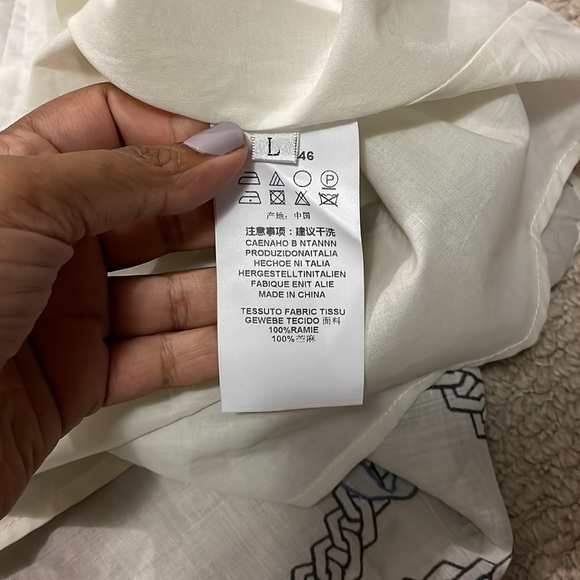 L
46
P
产地：中国
注意事项：建议干洗
CAENAHO B NTANNN
PRODUZIDONAITALIA
HECHOE NI TALIA
HERGESTELLTINITALIEN
FABIQUE ENIT ALIE
MADE IN CHINA
TESSUTO FABRIC TISSU
GEWEBE TECIDO 面料
100%RAMIE
100%苎麻